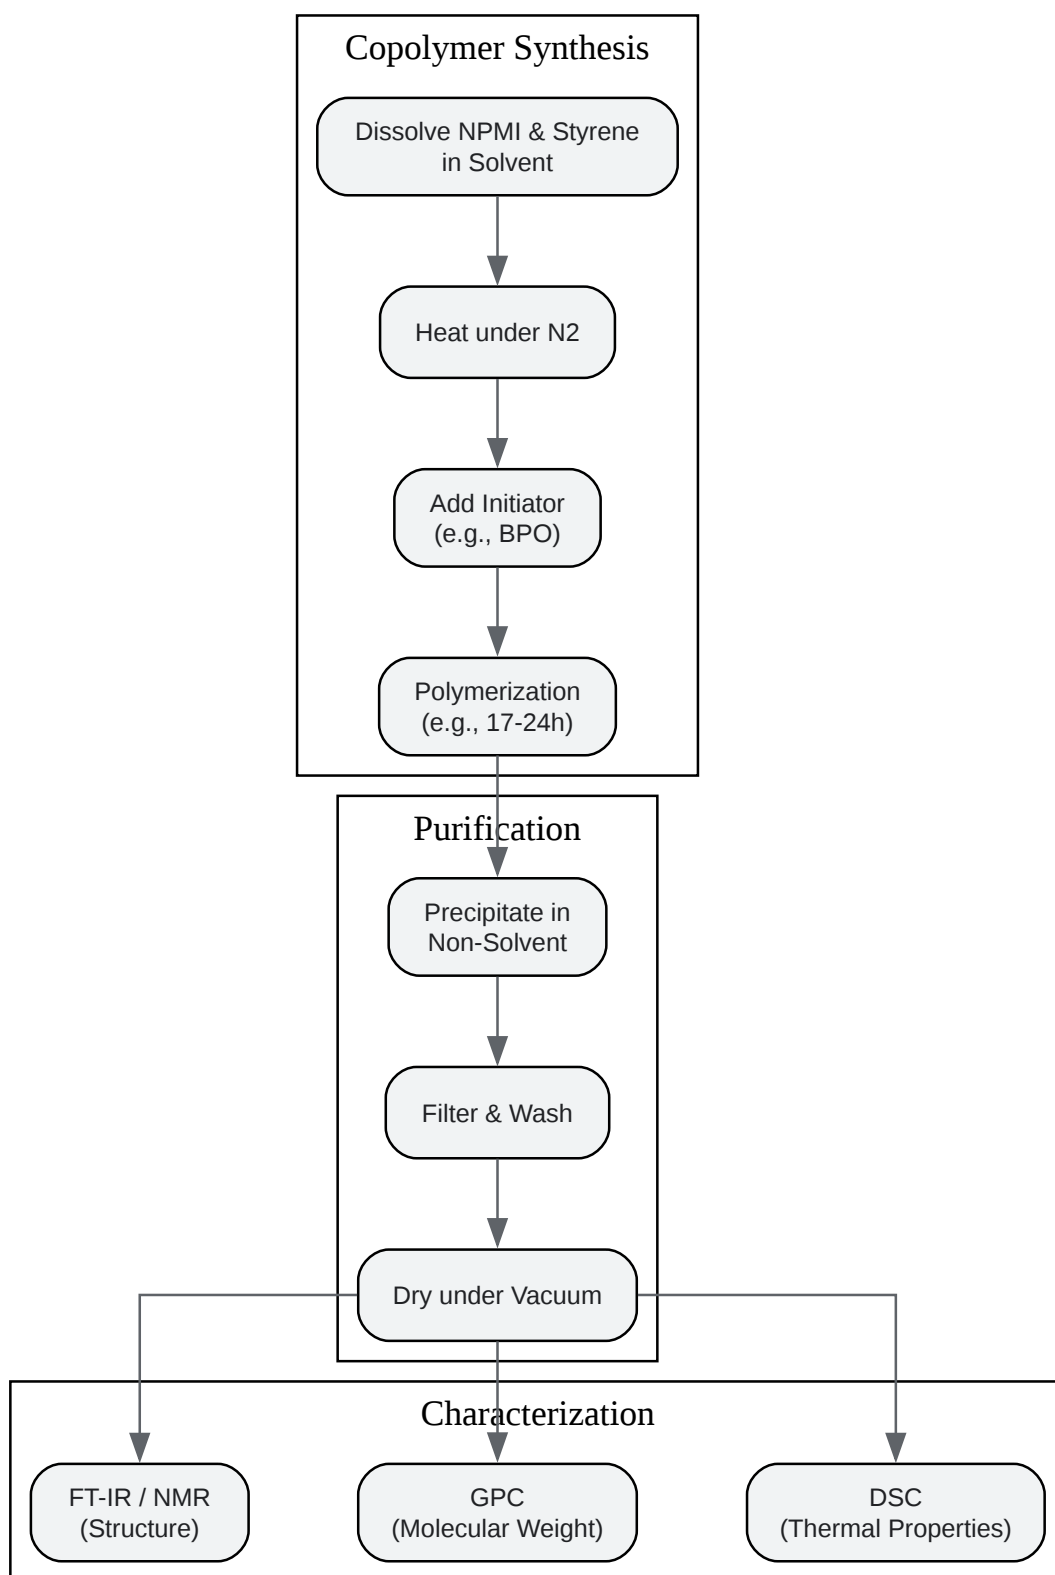 Copolymer Synthesis
Dissolve NPMI & Styrene
in Solvent
Heat under N2
Add Initiator
(e.g., BPO)
Polymerization
(e.g., 17-24h)
Purification
Precipitate in
Non-Solvent
Filter & Wash
Dry under Vacuum
Characterization
FT-IR / NMR
(Structure)
GPC
(Molecular Weight)
DSC
(Thermal Properties)